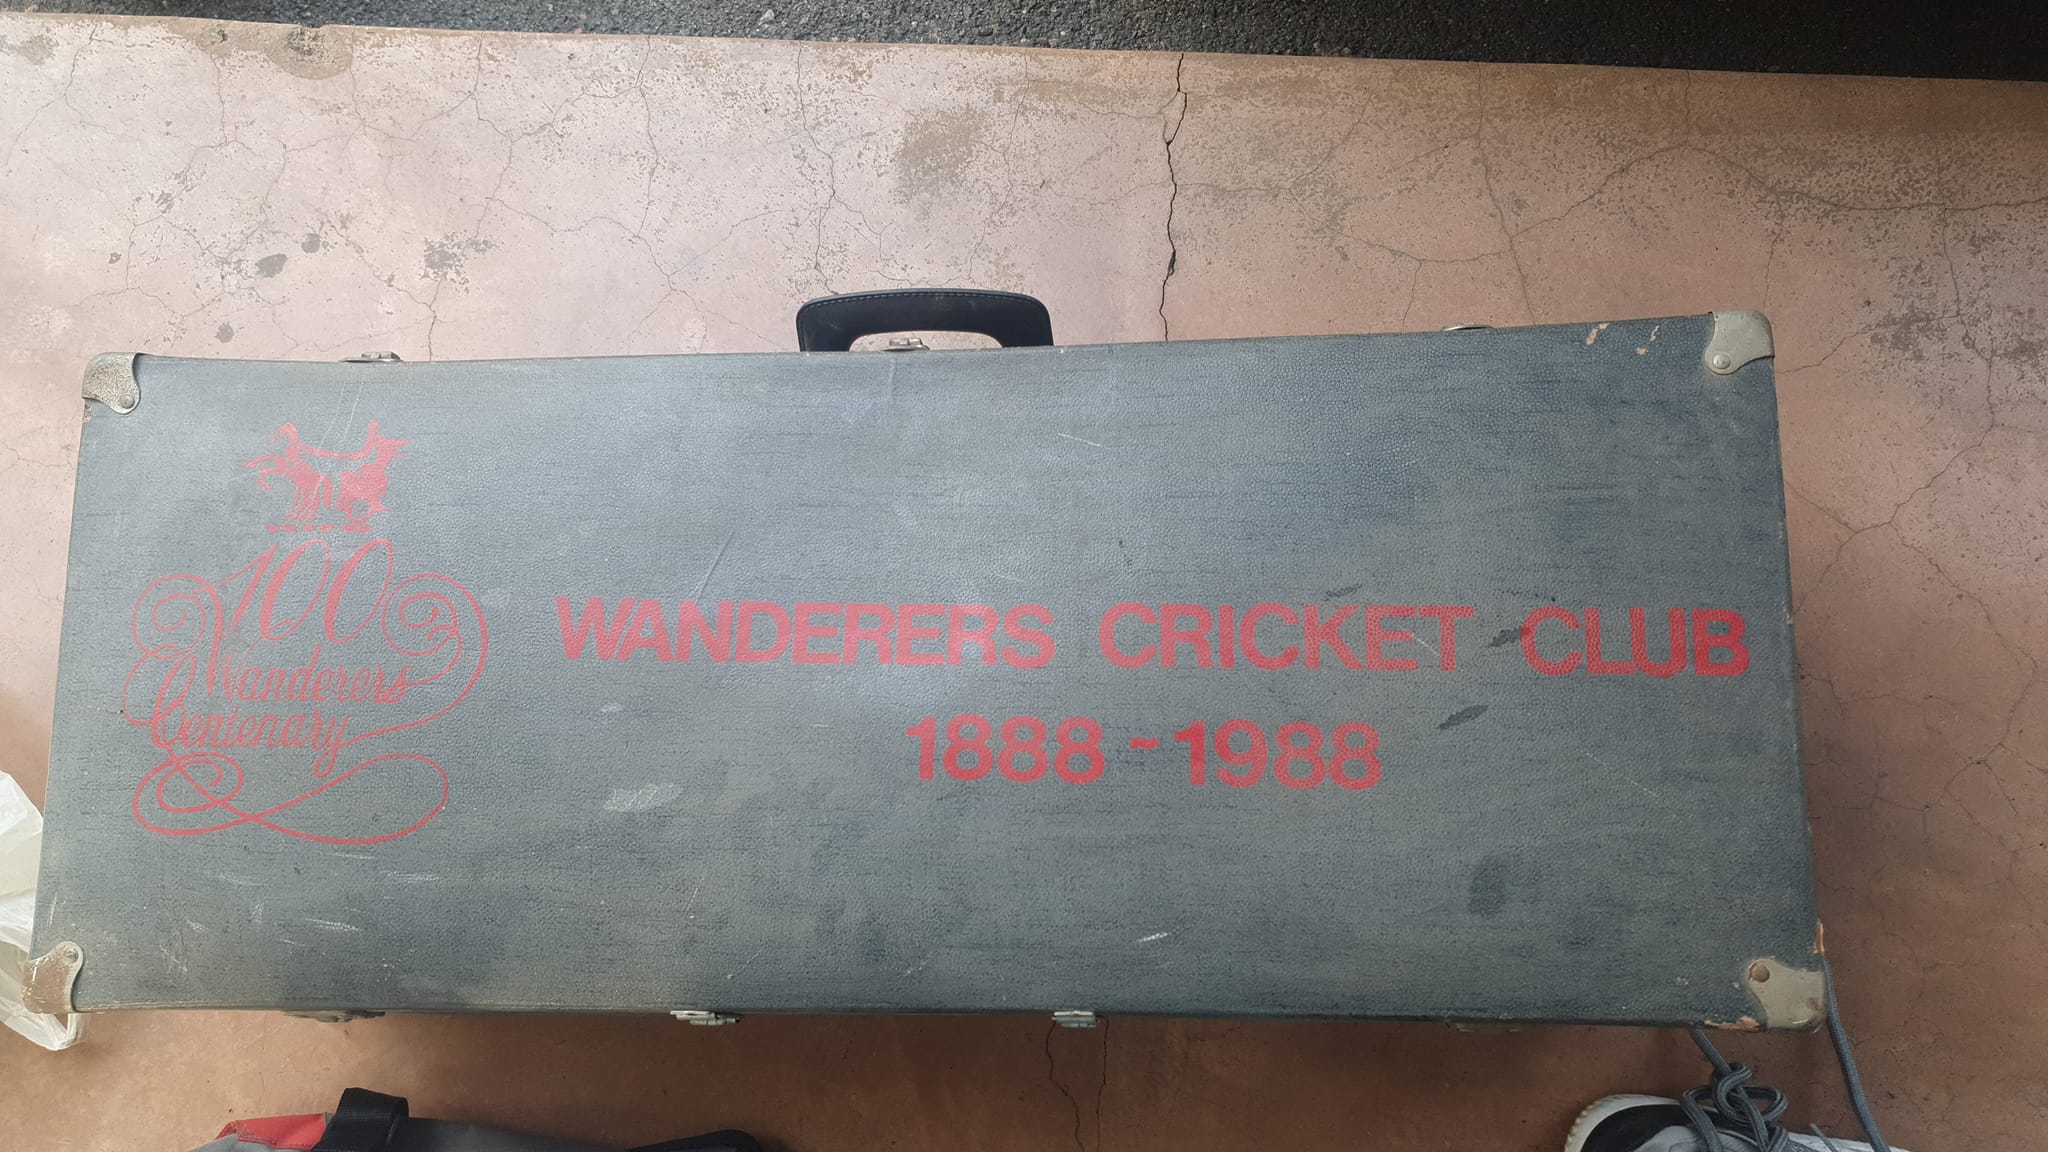 100
Wanderers
Centenary
WANDERERS CRICKET CLUB
1888-1988